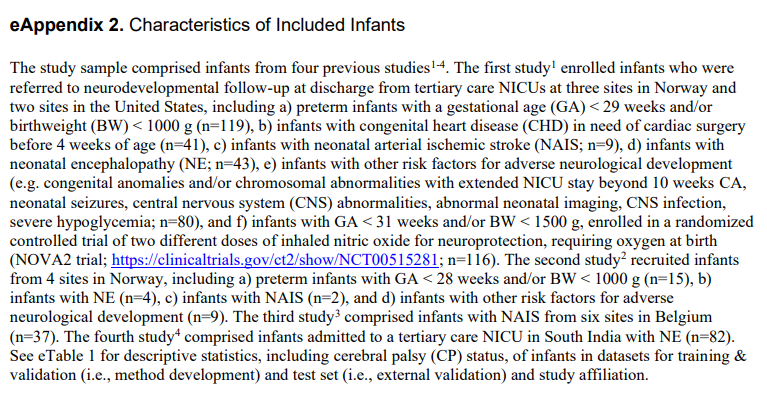 eAppendix 2. Characteristics of Included Infants
The study sample comprised infants from four previous studies1-4. The first study1 enrolled infants who were
referred to neurodevelopmental follow-up at discharge from tertiary care NICUs at three sites in Norway and
two sites in the United States, including a) preterm infants with a gestational age (GA) < 29 weeks and/or
birthweight (BW) < 1000 g (n=119), b) infants with congenital heart disease (CHD) in need of cardiac surgery
before 4 weeks of age (n=41), c) infants with neonatal arterial ischemic stroke (NAIS; n=9), d) infants with
neonatal encephalopathy (NE; n=43), e) infants with other risk factors for adverse neurological development
(e.g. congenital anomalies and/or chromosomal abnormalities with extended NICU stay beyond 10 weeks CA,
neonatal seizures, central nervous system (CNS) abnormalities, abnormal neonatal imaging, CNS infection,
severe hypoglycemia; n=80), and f) infants with GA < 31 weeks and/or BW < 1500 g, enrolled in a randomized
controlled trial of two different doses of inhaled nitric oxide for neuroprotection, requiring oxygen at birth
(NOVA2 trial; https://clinicaltrials.gov/ct2/show/NCT00515281; n=116). The second study2 recruited infants
from 4 sites in Norway, including a) preterm infants with GA < 28 weeks and/or BW < 1000 g (n=15), b)
infants with NE (n=4), c) infants with NAIS (n=2), and d) infants with other risk factors for adverse
neurological development (n=9). The third study3 comprised infants with NAIS from six sites in Belgium
(n=37). The fourth study4 comprised infants admitted to a tertiary care NICU in South India with NE (n=82).
See eTable 1 for descriptive statistics, including cerebral palsy (CP) status, of infants in datasets for training &
validation (i.e., method development) and test set (i.e., external validation) and study affiliation.